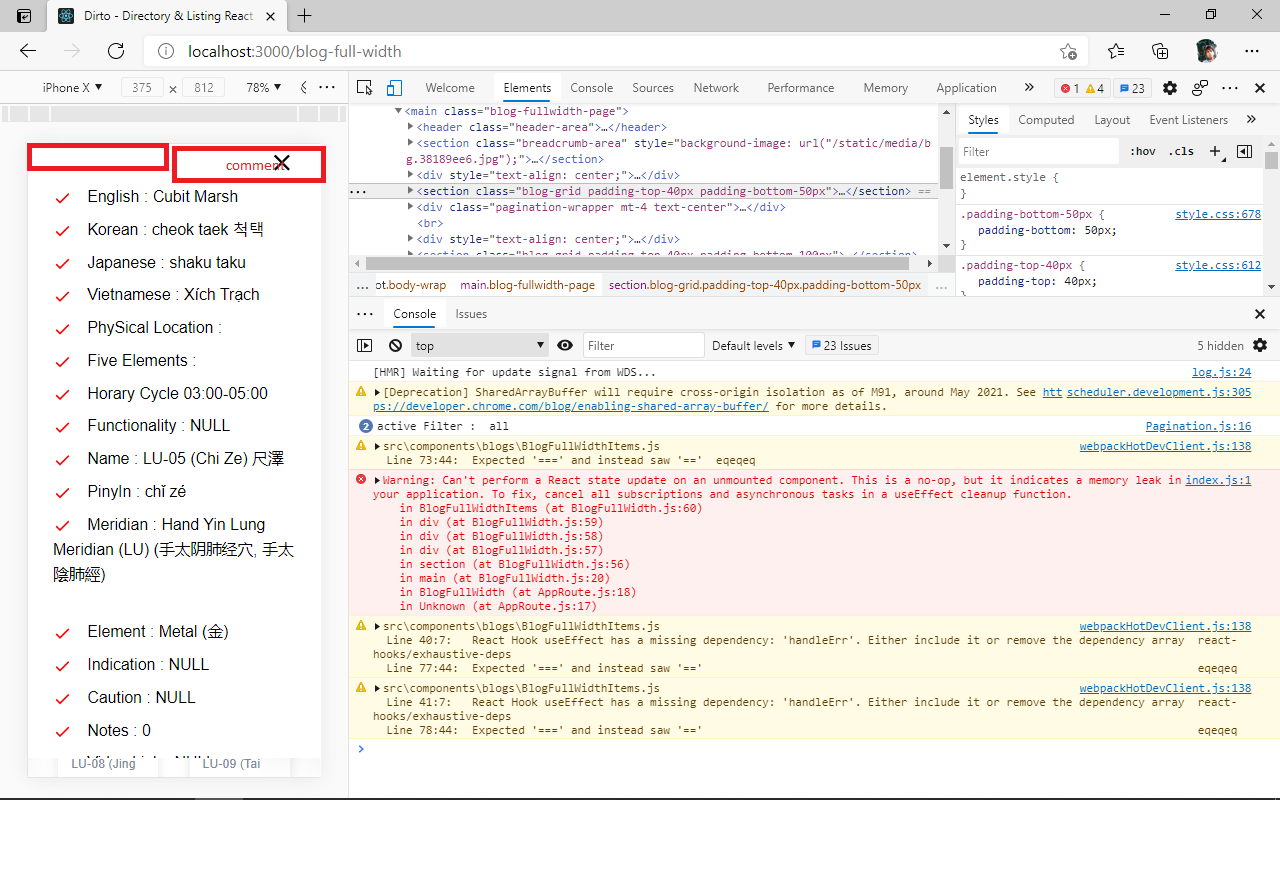 Dirto - Directory & Listing React
localhost:3000/blog-full-width
iPhone X 375 x 812 78%
Welcome Elements Console Sources Network Performance Memory Application 1 4 23
<main class="blog-fullwidth-page">
<header class="header-area">…</header>
<section class="breadcrumb-area" style="background-image: url("/static/media/b
g.38189ee6.jpg");">…</section>
<div style="text-align: center;">…</div>
<section class="blog-grid padding-top-40px padding-bottom-50px">…</section> ==
<div class="pagination-wrapper mt-4 text-center">…</div>
<br>
<div style="text-align: center;">…</div>
<section class="blog-grid padding-top-40px padding-bottom-100px">…</section>
… ot.body-wrap main.blog-fullwidth-page section.blog-grid.padding-top-40px.padding-bottom-50px …
Styles Computed Layout Event Listeners
Filter :hov .cls +
element.style {
}
.padding-bottom-50px { style.css:678
padding-bottom: 50px;
}
.padding-top-40px { style.css:612
padding-top: 40px;
}
comment
English : Cubit Marsh
Korean : cheok taek 척택
Japanese : shaku taku
Vietnamese : Xích Trạch
PhySical Location :
Five Elements :
Horary Cycle 03:00-05:00
Functionality : NULL
Name : LU-05 (Chi Ze) 尺澤
PinyIn : chǐ zé
Meridian : Hand Yin Lung
Meridian (LU) (手太阴肺经穴, 手太
陰肺經)
Element : Metal (金)
Indication : NULL
Caution : NULL
Notes : 0
LU-08 (Jing LU-09 (Tai
Console Issues
top Filter Default levels 23 Issues 5 hidden
[HMR] Waiting for update signal from WDS... log.js:24
[Deprecation] SharedArrayBuffer will require cross-origin isolation as of M91, around May 2021. See htt scheduler.development.js:305
ps://developer.chrome.com/blog/enabling-shared-array-buffer/ for more details.
2 active Filter : all Pagination.js:16
src\components\blogs\BlogFullWidthItems.js webpackHotDevClient.js:138
Line 73:44: Expected '===' and instead saw '==' eqeqeq
Warning: Can't perform a React state update on an unmounted component. This is a no-op, but it indicates a memory leak in index.js:1
your application. To fix, cancel all subscriptions and asynchronous tasks in a useEffect cleanup function.
in BlogFullWidthItems (at BlogFullWidth.js:60)
in div (at BlogFullWidth.js:59)
in div (at BlogFullWidth.js:58)
in div (at BlogFullWidth.js:57)
in section (at BlogFullWidth.js:56)
in main (at BlogFullWidth.js:20)
in BlogFullWidth (at AppRoute.js:18)
in Unknown (at AppRoute.js:17)
src\components\blogs\BlogFullWidthItems.js webpackHotDevClient.js:138
Line 40:7: React Hook useEffect has a missing dependency: 'handleErr'. Either include it or remove the dependency array react-
hooks/exhaustive-deps
Line 77:44: Expected '===' and instead saw '==' eqeqeq
src\components\blogs\BlogFullWidthItems.js webpackHotDevClient.js:138
Line 41:7: React Hook useEffect has a missing dependency: 'handleErr'. Either include it or remove the dependency array react-
hooks/exhaustive-deps
Line 78:44: Expected '===' and instead saw '==' eqeqeq